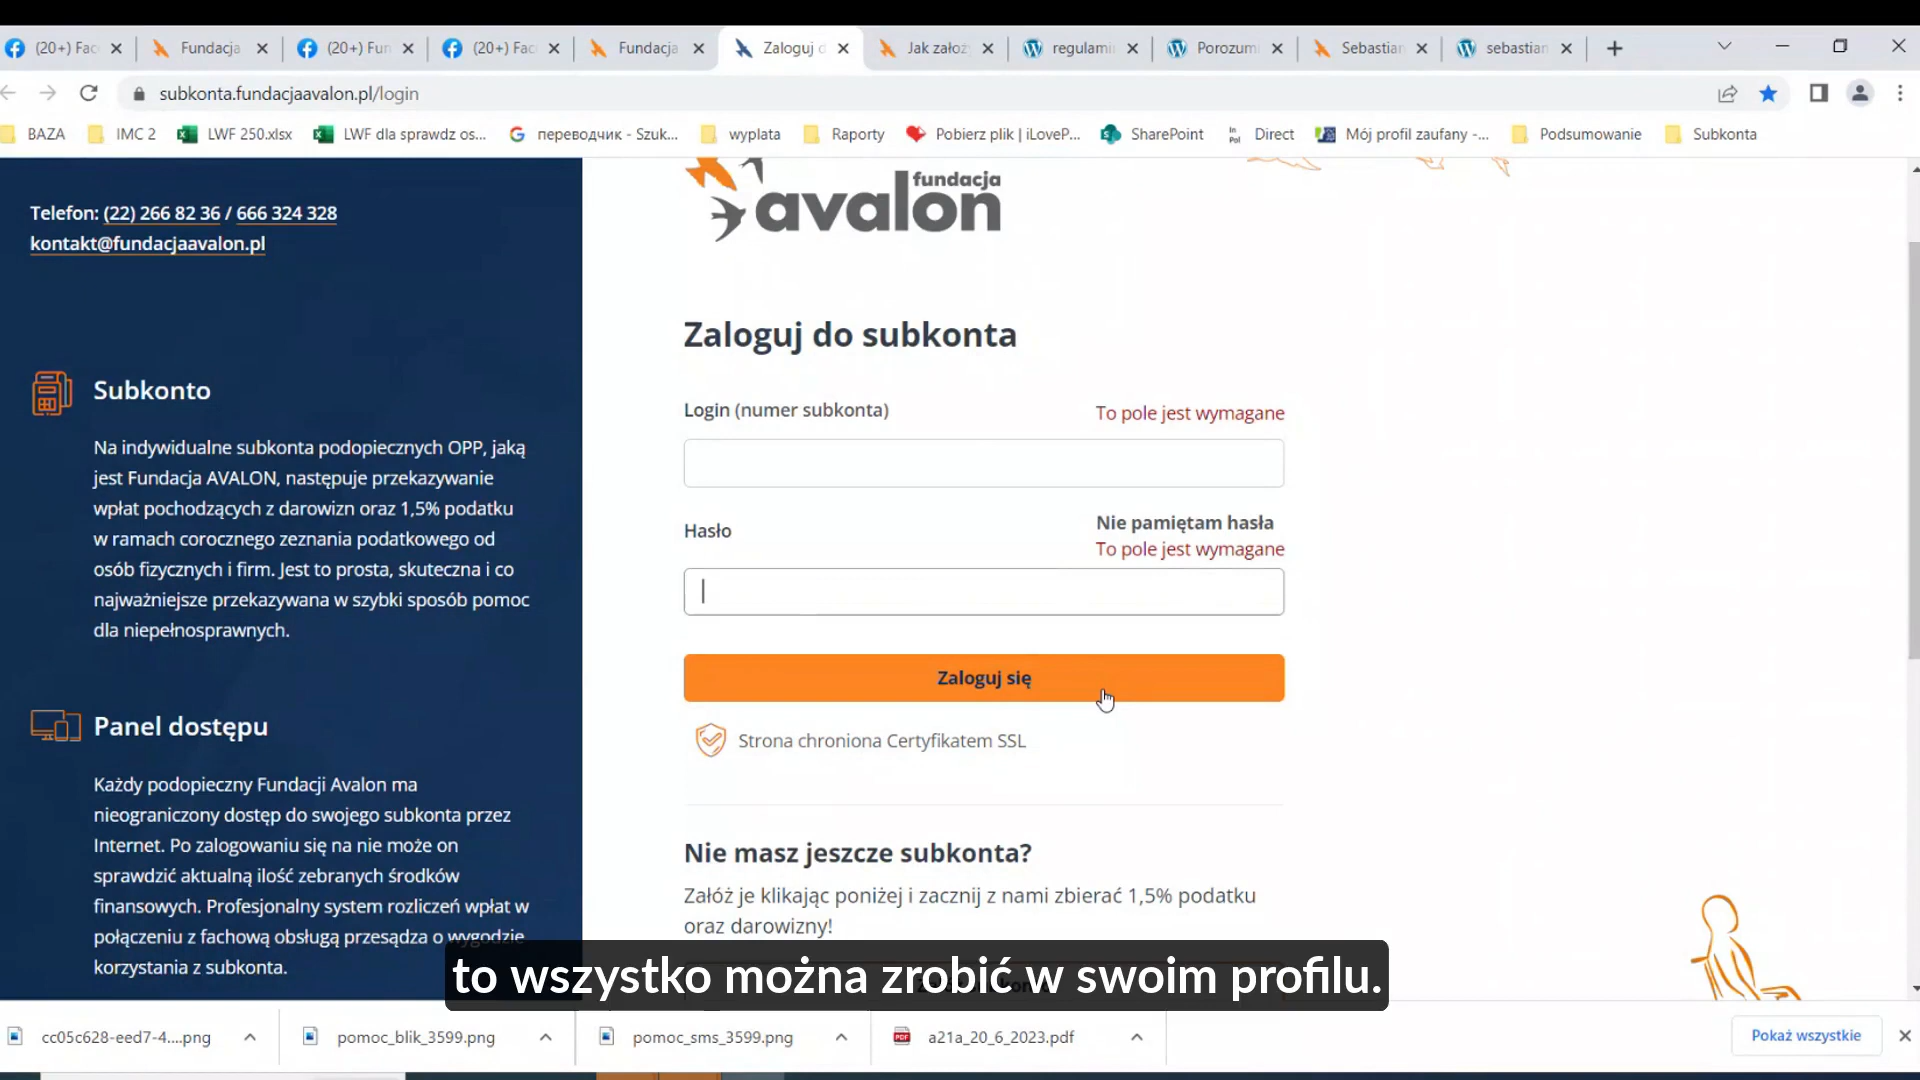 (20+) Fac
Fundacja
(20+) Fun
(20+) Fac
Fundacja
Zaloguj d
Jak założ
regulami
Porozum
Sebastian
sebastian
subkonta.fundacjaavalon.pl/login
BAZA
IMC 2
LWF 250.xlsx
LWF dla sprawdz os...
переводчик - Szuk...
wyplata
Raporty
Pobierz plik | iLoveP...
SharePoint
In
Pol
Direct
Mój profil zaufany -...
Podsumowanie
Subkonta
Telefon: (22) 266 82 36 / 666 324 328
kontakt@fundacjaavalon.pl
Subkonto
Na indywidualne subkonta podopiecznych OPP, jaką
jest Fundacja AVALON, następuje przekazywanie
wpłat pochodzących z darowizn oraz 1,5% podatku
w ramach corocznego zeznania podatkowego od
osób fizycznych i firm. Jest to prosta, skuteczna i co
najważniejsze przekazywana w szybki sposób pomoc
dla niepełnosprawnych.
Panel dostępu
Każdy podopieczny Fundacji Avalon ma
nieograniczony dostęp do swojego subkonta przez
Internet. Po zalogowaniu się na nie może on
sprawdzić aktualną ilość zebranych środków
finansowych. Profesjonalny system rozliczeń wpłat w
połączeniu z fachową obsługą przesądza o wygodzie
korzystania z subkonta.
fundacja
avalon
Zaloguj do subkonta
Login (numer subkonta)
To pole jest wymagane
Hasło
Nie pamiętam hasła
To pole jest wymagane
Zaloguj się
Strona chroniona Certyfikatem SSL
Nie masz jeszcze subkonta?
Załóż je klikając poniżej i zacznij z nami zbierać 1,5% podatku
oraz darowizny!
to wszystko można zrobić w swoim profilu.
cc05c628-eed7-4....png
pomoc_blik_3599.png
pomoc_sms_3599.png
a21a_20_6_2023.pdf
Pokaż wszystkie